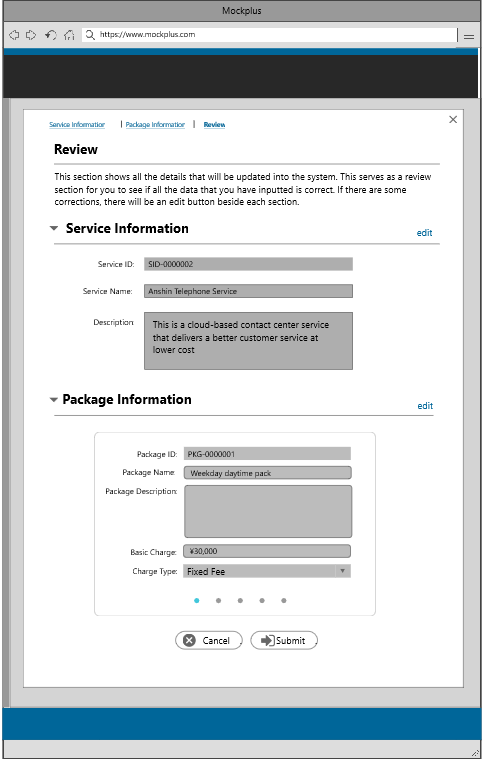 Mockplus
https://www.mockplus.com
Service Information | Package Information | Review
Review
This section shows all the details that will be updated into the system. This serves as a review
section for you to see if all the data that you have inputted is correct. If there are some
corrections, there will be an edit button beside each section.
Service Information
edit
Service ID: SID-0000002
Service Name: Anshin Telephone Service
Description: This is a cloud-based contact center service
that delivers a better customer service at
lower cost
Package Information
edit
Package ID: PKG-0000001
Package Name: Weekday daytime pack
Package Description:
Basic Charge: ¥30,000
Charge Type: Fixed Fee
Cancel
Submit